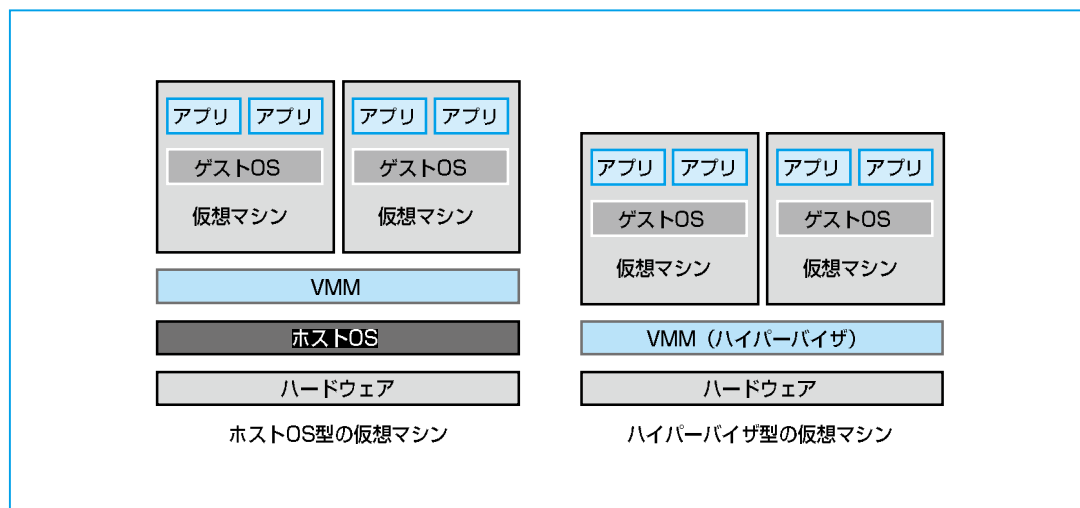 アプリ アプリ
ゲストOS
仮想マシン
アプリ アプリ
ゲストOS
仮想マシン
VMM
ホストOS
ハードウェア
ホストOS型の仮想マシン
アプリ アプリ
ゲストOS
仮想マシン
アプリ アプリ
ゲストOS
仮想マシン
VMM（ハイパーバイザ）
ハードウェア
ハイパーバイザ型の仮想マシン